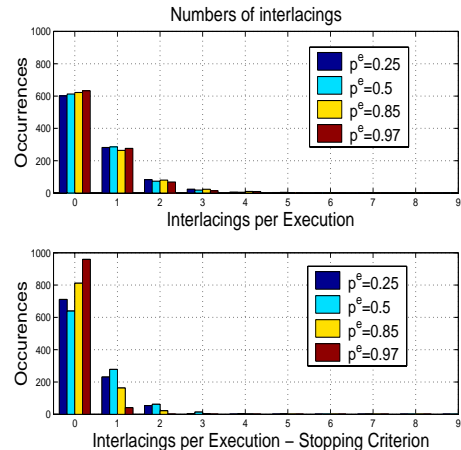 Numbers of interlacings
Occurrences
1000
800
600
400
200
0
p^e=0.25
p^e=0.5
p^e=0.85
p^e=0.97
0 1 2 3 4 5 6 7 8 9
Interlacings per Execution
Occurences
1000
800
600
400
200
0
p^e=0.25
p^e=0.5
p^e=0.85
p^e=0.97
0 1 2 3 4 5 6 7 8 9
Interlacings per Execution – Stopping Criterion